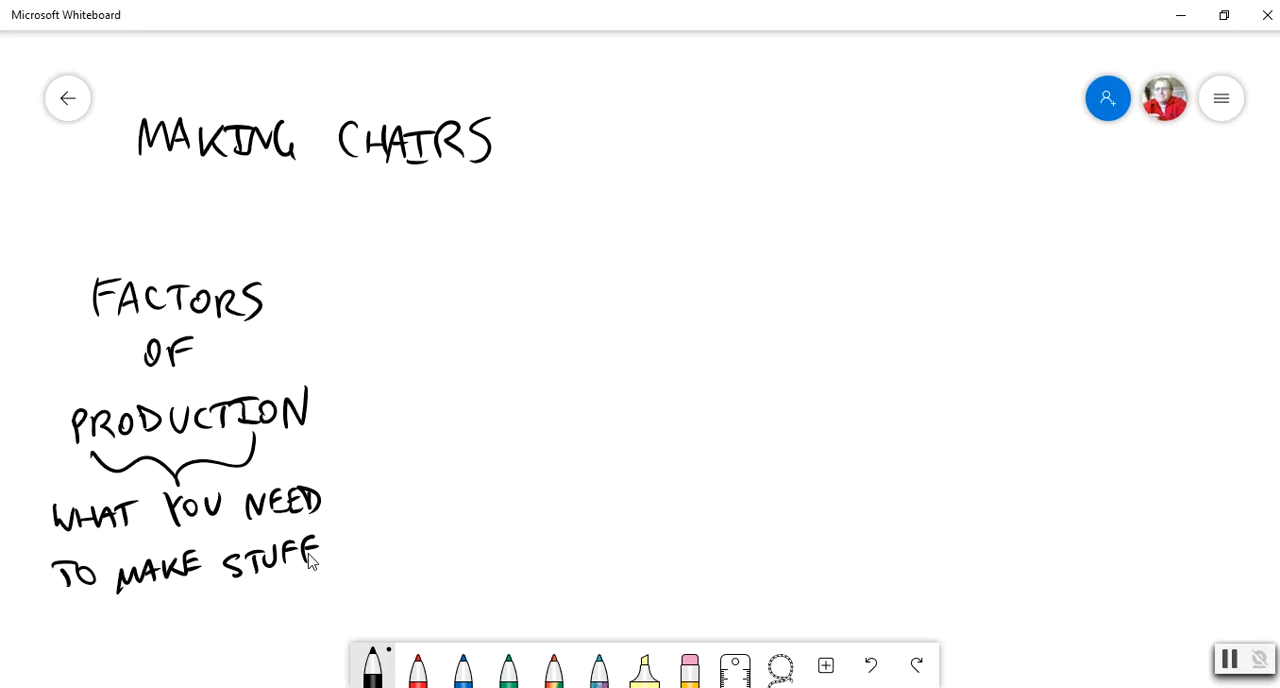 Microsoft Whiteboard
MAKING CHAIRS
FACTORS
OF
PRODUCTION
WHAT YOU NEED
TO MAKE STUFF